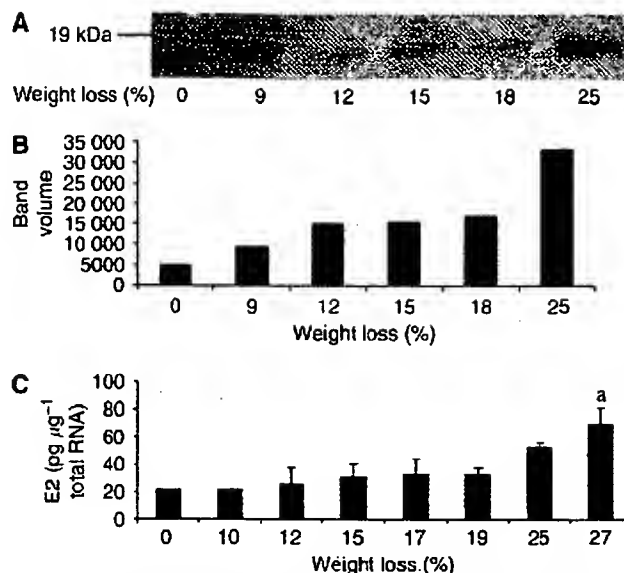 A
19 kDa
Weight loss (%) 0 9 12 15 18 25
B
Band volume
35 000
30 000
25 000
20 000
15 000
10 000
5000
0
0 9 12 15 18 25
Weight loss (%)
C
E2 (pg μg⁻¹ total RNA)
100
80
60
40
20
0
a
0 10 12 15 17 19 25 27
Weight loss.(%)